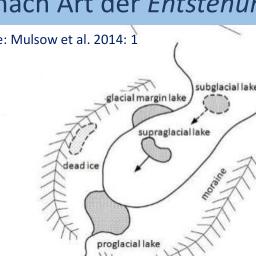 nach Art der Entstehun
e: Mulsow et al. 2014: 1
glacial margin lake
subglacial lake
supraglacial lake
dead ice
moraine
proglacial lake